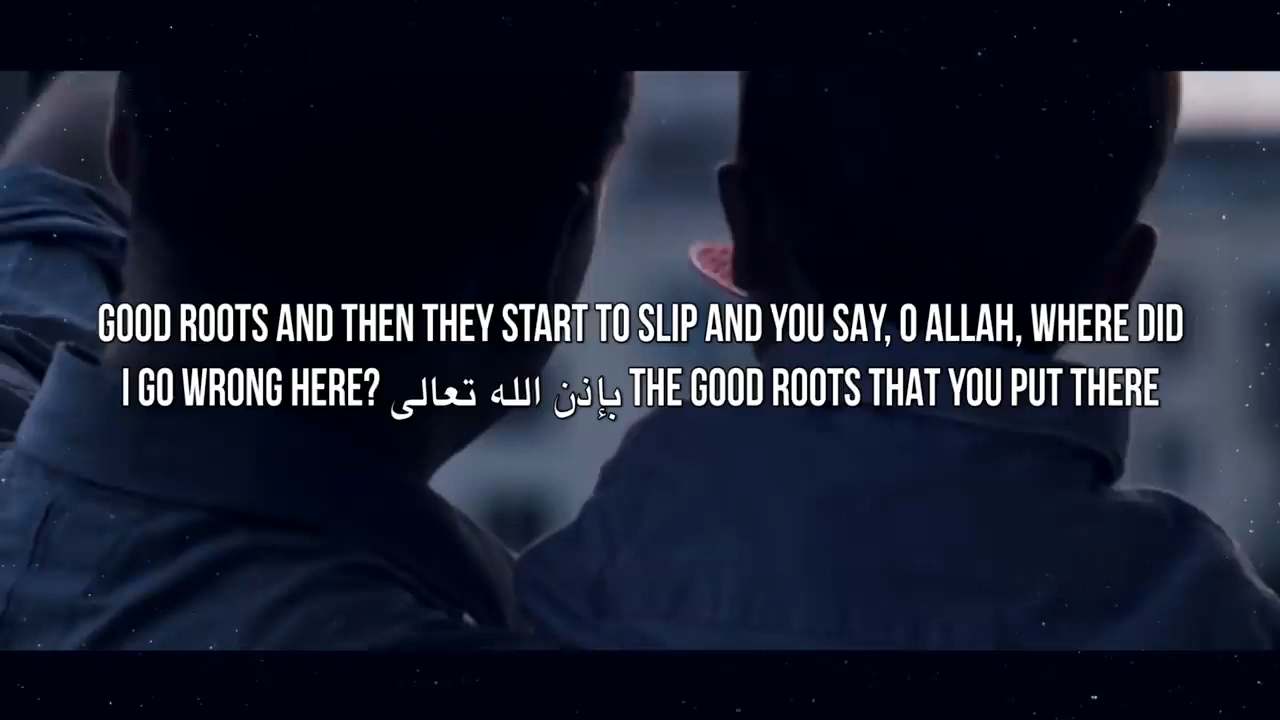 GOOD ROOTS AND THEN THEY START TO SLIP AND YOU SAY, O ALLAH, WHERE DID
I GO WRONG HERE? بإذن الله تعالى THE GOOD ROOTS THAT YOU PUT THERE